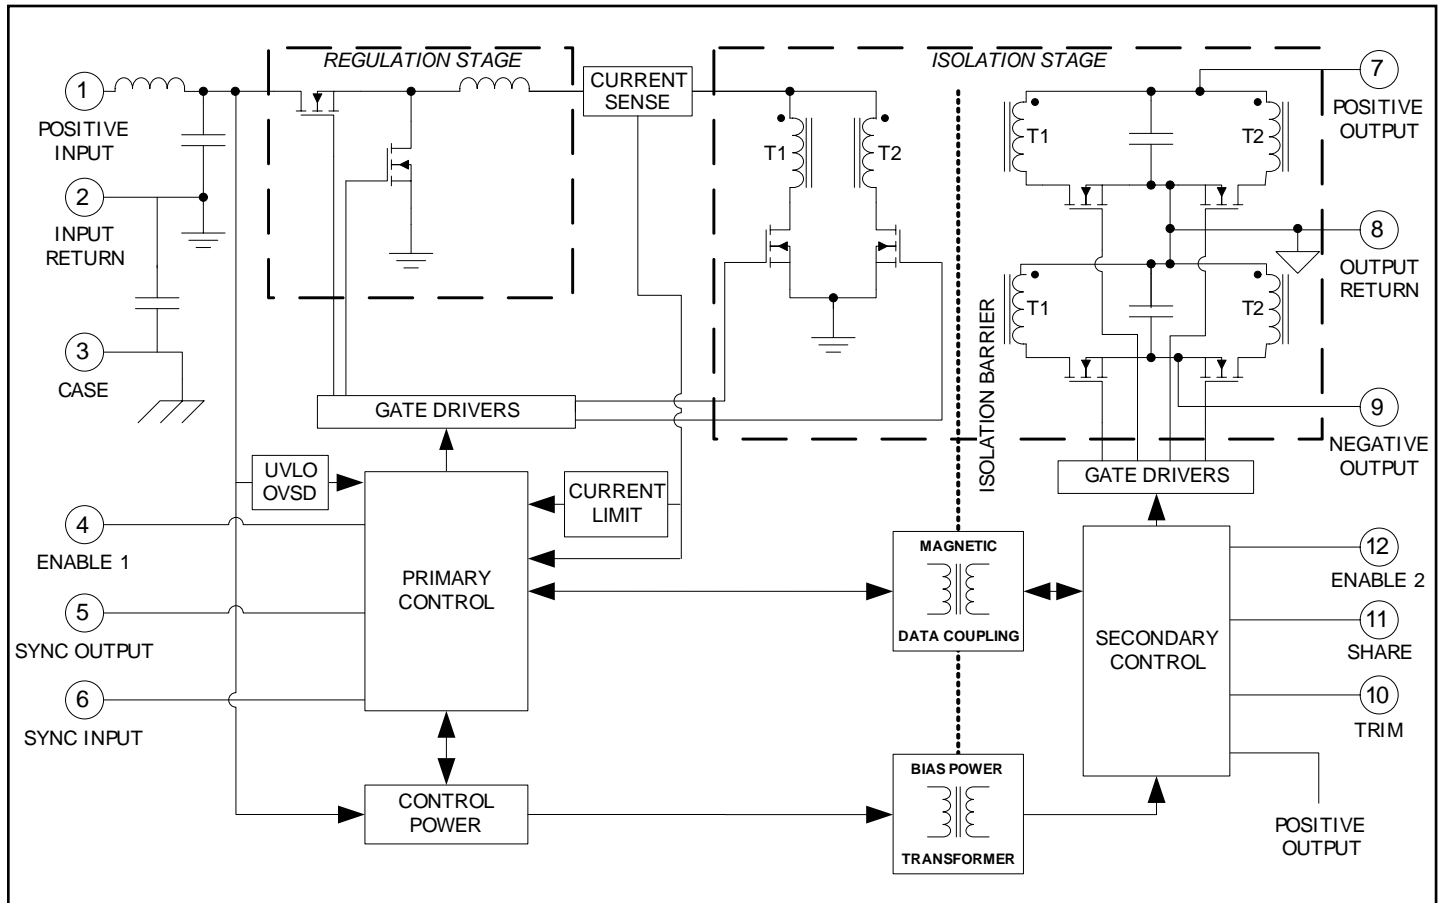 REGULATION STAGE
ISOLATION STAGE
1
POSITIVE
INPUT
CURRENT
SENSE
7
POSITIVE
OUTPUT
T1
T2
T1
T2
2
INPUT
RETURN
8
OUTPUT
RETURN
T1
T2
3
CASE
ISOLATION BARRIER
GATE DRIVERS
9
NEGATIVE
OUTPUT
UVLO
OVSD
CURRENT
LIMIT
GATE DRIVERS
4
ENABLE 1
PRIMARY
CONTROL
MAGNETIC
DATA COUPLING
12
ENABLE 2
5
SYNC OUTPUT
SECONDARY
CONTROL
11
SHARE
6
SYNC INPUT
10
TRIM
CONTROL
POWER
BIAS POWER
TRANSFORMER
POSITIVE
OUTPUT